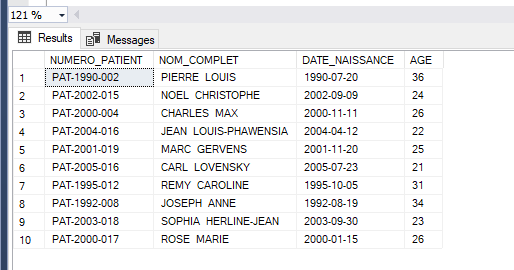 121 %
Results Messages
NUMERO_PATIENT NOM_COMPLET DATE_NAISSANCE AGE
1 PAT-1990-002 PIERRE LOUIS 1990-07-20 36
2 PAT-2002-015 NOEL CHRISTOPHE 2002-09-09 24
3 PAT-2000-004 CHARLES MAX 2000-11-11 26
4 PAT-2004-016 JEAN LOUIS-PHAWENSIA 2004-04-12 22
5 PAT-2001-019 MARC GERVENS 2001-11-20 25
6 PAT-2005-016 CARL LOVENSKY 2005-07-23 21
7 PAT-1995-012 REMY CAROLINE 1995-10-05 31
8 PAT-1992-008 JOSEPH ANNE 1992-08-19 34
9 PAT-2003-018 SOPHIA HERLINE-JEAN 2003-09-30 23
10 PAT-2000-017 ROSE MARIE 2000-01-15 26